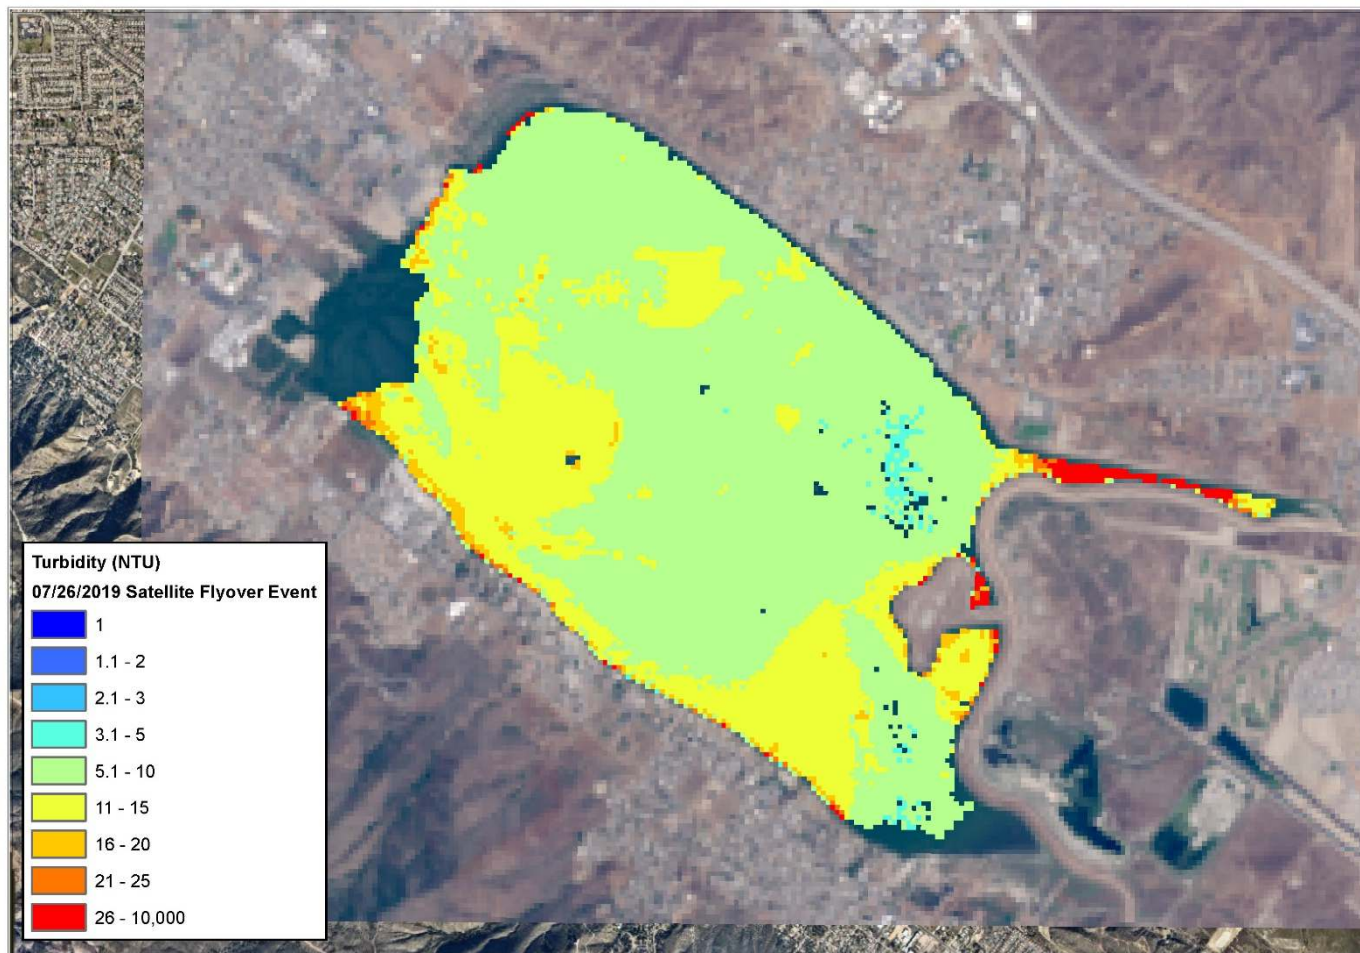 Turbidity (NTU)
07/26/2019 Satellite Flyover Event
1
1.1 - 2
2.1 - 3
3.1 - 5
5.1 - 10
11 - 15
16 - 20
21 - 25
26 - 10,000